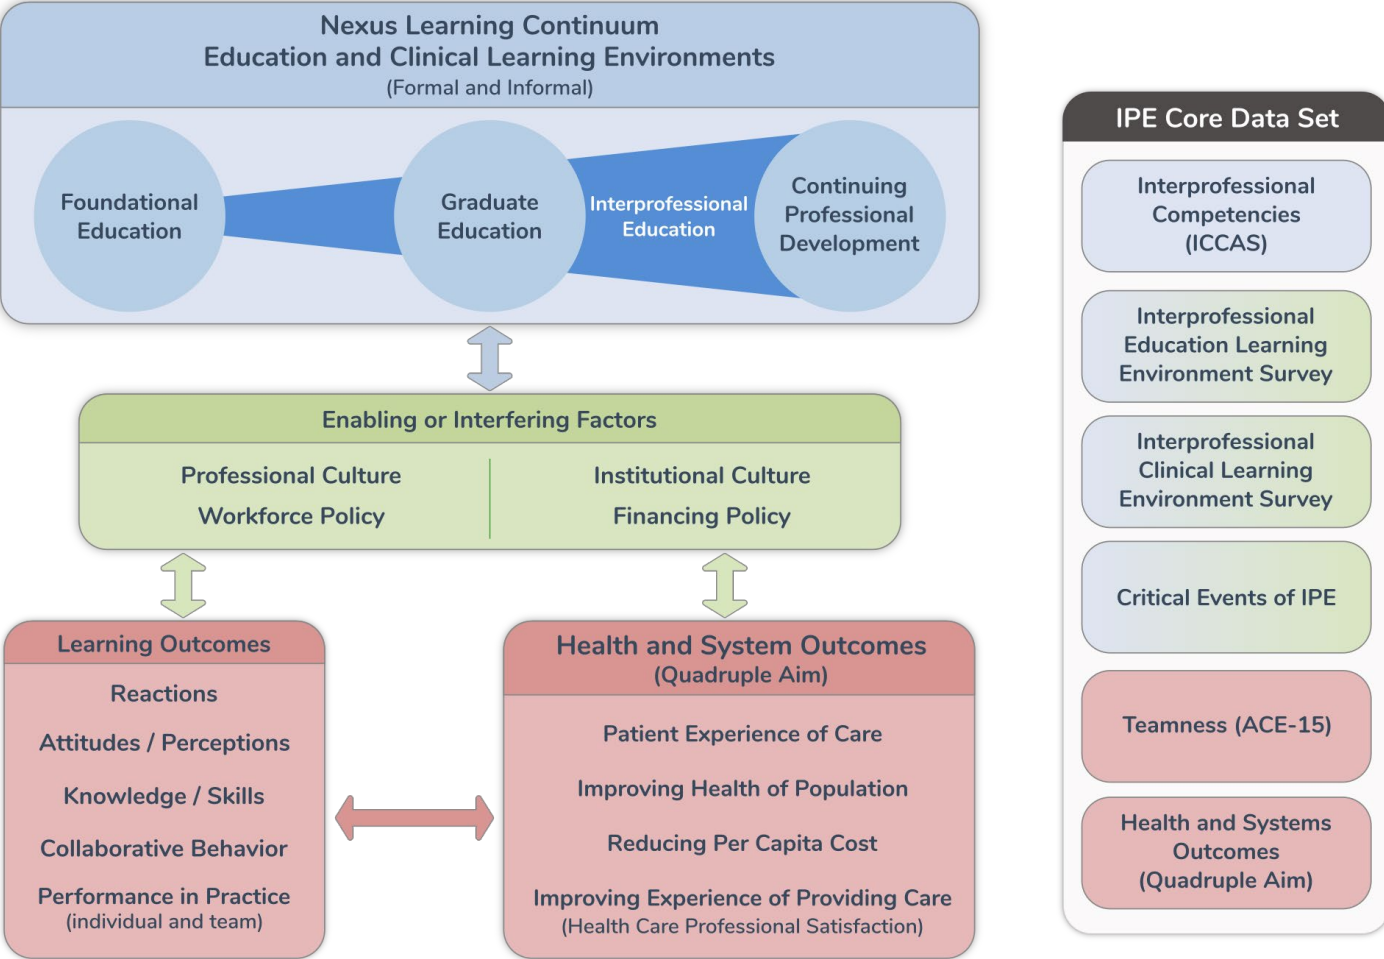 Nexus Learning Continuum
Education and Clinical Learning Environments
(Formal and Informal)
Foundational
Education
Graduate
Education
Interprofessional
Education
Continuing
Professional
Development
Enabling or Interfering Factors
Professional Culture
Workforce Policy
Institutional Culture
Financing Policy
Learning Outcomes
Reactions
Attitudes / Perceptions
Knowledge / Skills
Collaborative Behavior
Performance in Practice
(individual and team)
Health and System Outcomes
(Quadruple Aim)
Patient Experience of Care
Improving Health of Population
Reducing Per Capita Cost
Improving Experience of Providing Care
(Health Care Professional Satisfaction)
IPE Core Data Set
Interprofessional
Competencies
(ICCAS)
Interprofessional
Education Learning
Environment Survey
Interprofessional
Clinical Learning
Environment Survey
Critical Events of IPE
Teamness (ACE-15)
Health and Systems
Outcomes
(Quadruple Aim)